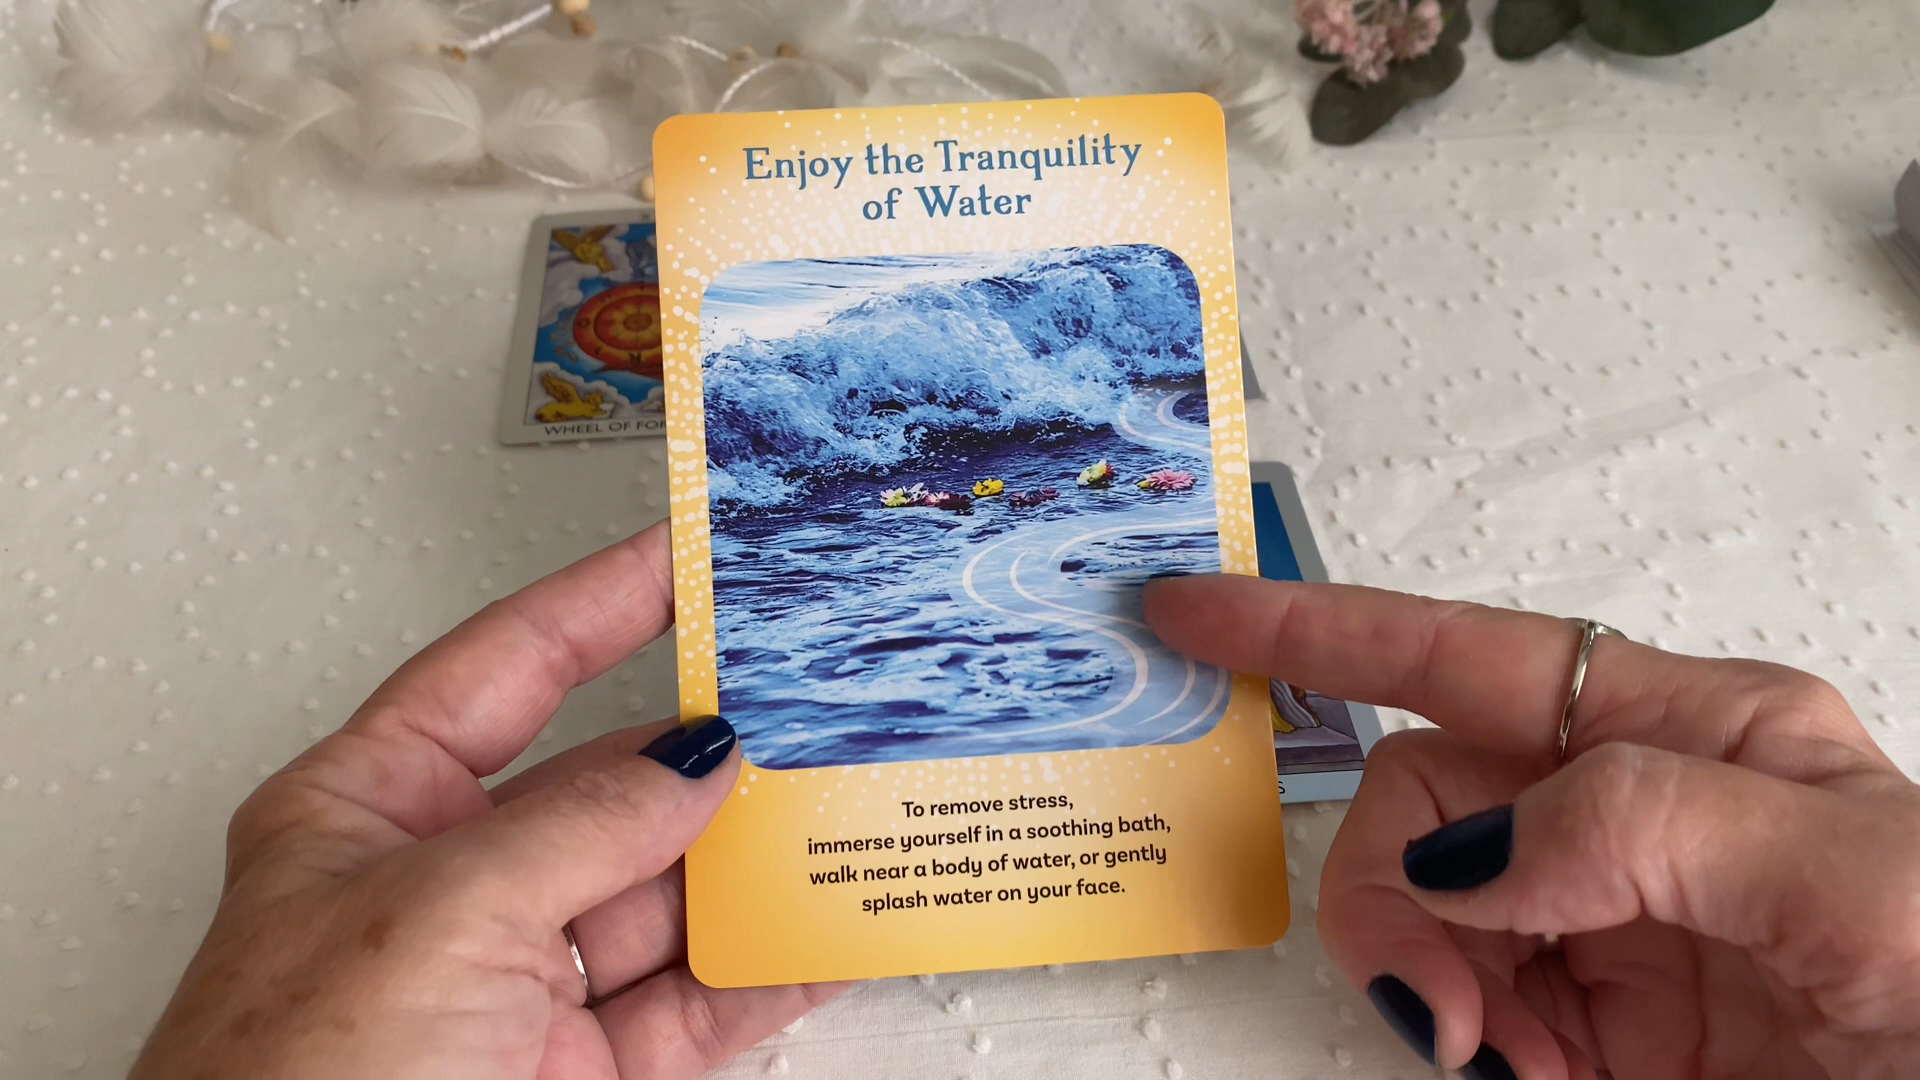 Enjoy the Tranquility
of Water
WHEEL OF FOR
To remove stress,
immerse yourself in a soothing bath,
walk near a body of water, or gently
splash water on your face.
S